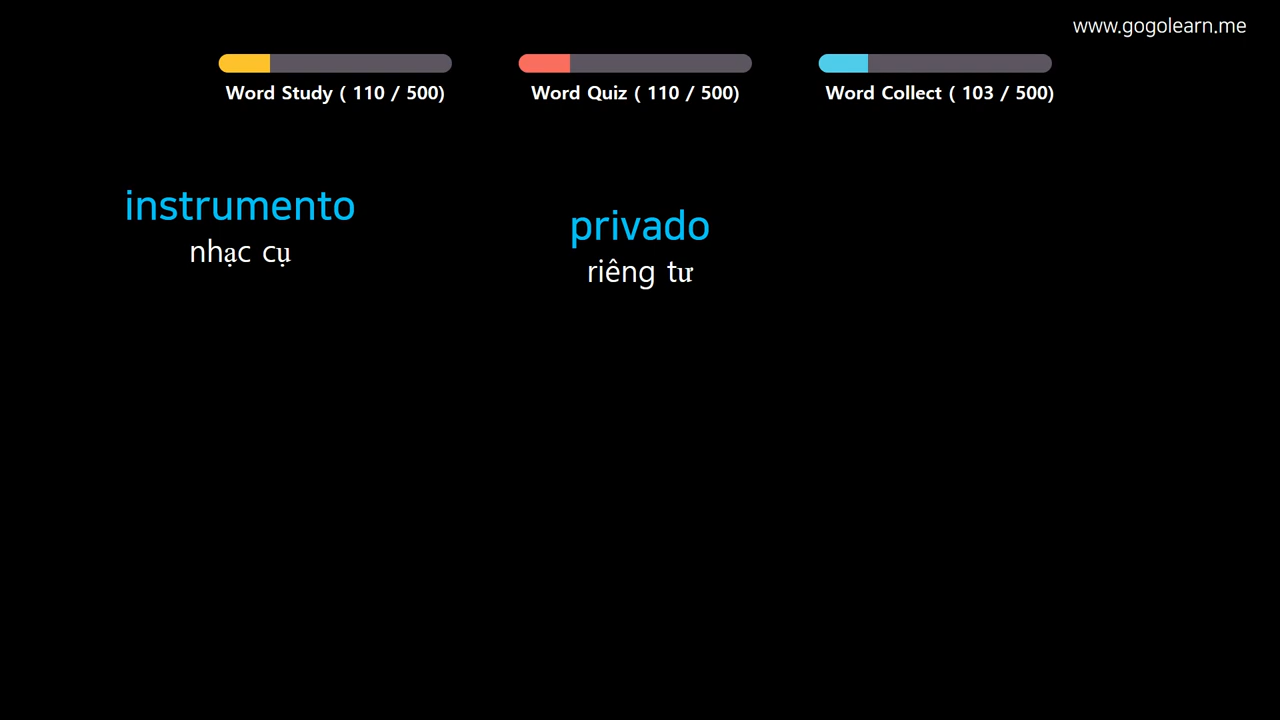 www.gogolearn.me
Word Study ( 110 / 500)
Word Quiz ( 110 / 500)
Word Collect ( 103 / 500)
instrumento
nhạc cụ
privado
riêng tư